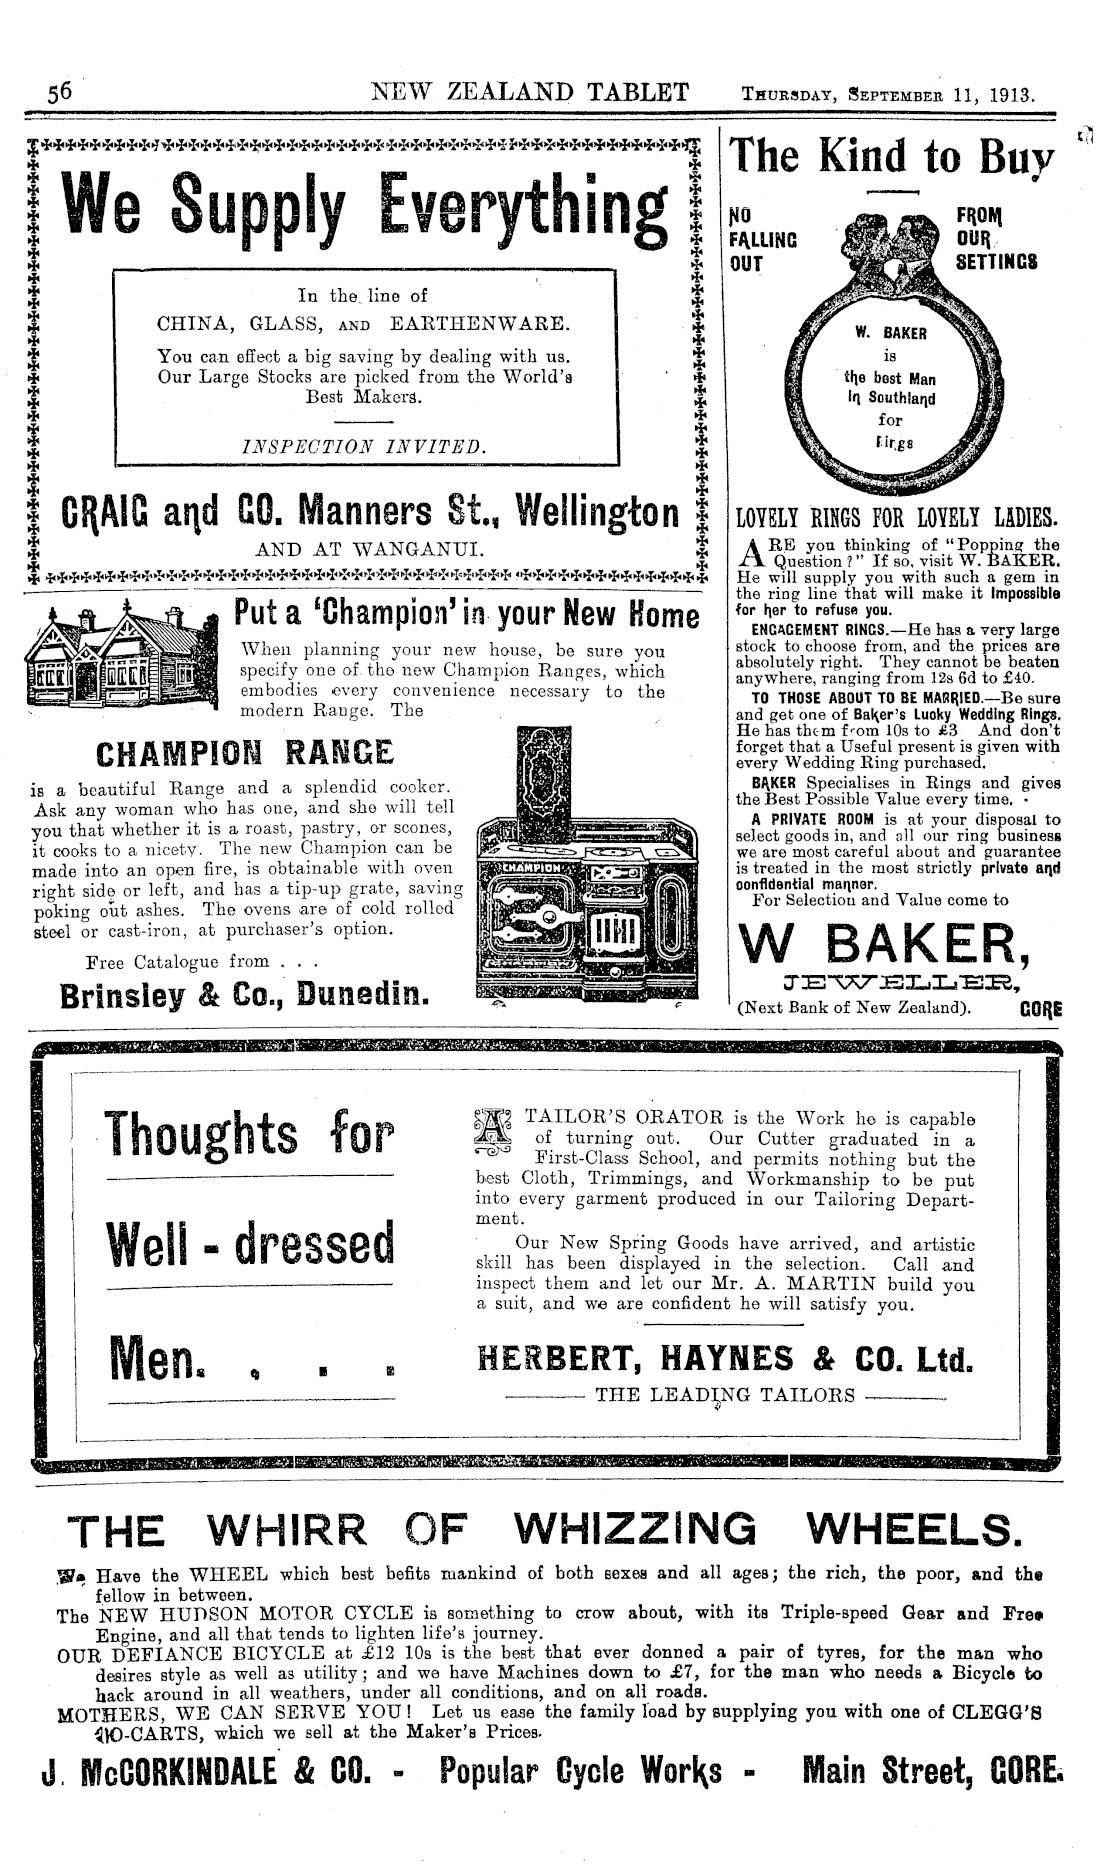 56
NEW ZEALAND TABLET
THURSDAY, SEPTEMBER 11, 1913.
We Supply Everything
In the line of
CHINA, GLASS, AND EARTHENWARE.
You can effect a big saving by dealing with us.
Our Large Stocks are picked from the World's
Best Makers.
INSPECTION INVITED.
CRAIG and CO. Manners St., Wellington
AND AT WANGANUI.
Put a 'Champion' in your New Home
When planning your new house, be sure you
specify one of the new Champion Ranges, which
embodies every convenience necessary to the
modern Range. The
CHAMPION RANGE
is a beautiful Range and a splendid cooker.
Ask any woman who has one, and she will tell
you that whether it is a roast, pastry, or scones,
it cooks to a nicety. The new Champion can be
made into an open fire, is obtainable with oven
right side or left, and has a tip-up grate, saving
poking out ashes. The ovens are of cold rolled
steel or cast-iron, at purchaser's option.
Free Catalogue from . . .
Brinsley & Co., Dunedin.
CHAMPION
The Kind to Buy
NO
FALLING
OUT
FROM
OUR
SETTINGS
W. BAKER
is
the best Man
in Southland
for
Rings
LOVELY RINGS FOR LOVELY LADIES.
ARE you thinking of "Popping the
Question?" If so, visit W. BAKER.
He will supply you with such a gem in
the ring line that will make it impossible
for her to refuse you.
ENGAGEMENT RINGS.—He has a very large
stock to choose from, and the prices are
absolutely right. They cannot be beaten
anywhere, ranging from 12s 6d to £40.
TO THOSE ABOUT TO BE MARRIED.—Be sure
and get one of Baker's Lucky Wedding Rings.
He has them from 10s to £3 And don't
forget that a Useful present is given with
every Wedding Ring purchased.
BAKER Specialises in Rings and gives
the Best Possible Value every time.
A PRIVATE ROOM is at your disposal to
select goods in, and all our ring business
we are most careful about and guarantee
is treated in the most strictly private and
confidential manner.
For Selection and Value come to
W BAKER,
JEWELLER,
(Next Bank of New Zealand). GORE
Thoughts for
Well - dressed
Men. . . .
A TAILOR'S ORATOR is the Work he is capable
of turning out. Our Cutter graduated in a
First-Class School, and permits nothing but the
best Cloth, Trimmings, and Workmanship to be put
into every garment produced in our Tailoring Depart-
ment.
Our New Spring Goods have arrived, and artistic
skill has been displayed in the selection. Call and
inspect them and let our Mr. A. MARTIN build you
a suit, and we are confident he will satisfy you.
HERBERT, HAYNES & CO. Ltd.
THE LEADING TAILORS
THE WHIRR OF WHIZZING WHEELS.
We Have the WHEEL which best befits mankind of both sexes and all ages; the rich, the poor, and the
fellow in between.
The NEW HUDSON MOTOR CYCLE is something to crow about, with its Triple-speed Gear and Free
Engine, and all that tends to lighten life's journey.
OUR DEFIANCE BICYCLE at £12 10s is the best that ever donned a pair of tyres, for the man who
desires style as well as utility; and we have Machines down to £7, for the man who needs a Bicycle to
hack around in all weathers, under all conditions, and on all roads.
MOTHERS, WE CAN SERVE YOU! Let us ease the family load by supplying you with one of CLEGG'S
GO-CARTS, which we sell at the Maker's Prices.
J. McCORKINDALE & CO. - Popular Cycle Works - Main Street, GORE.